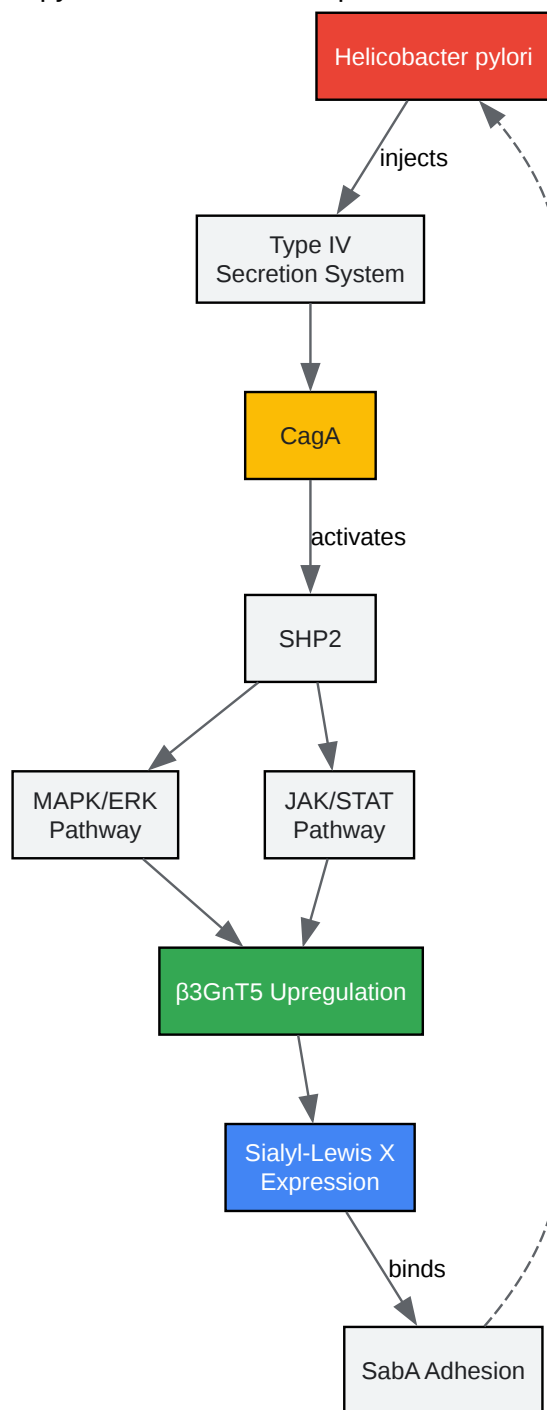 Helicobacter pylori
injects
Type IV
Secretion System
CagA
activates
SHP2
MAPK/ERK
Pathway
JAK/STAT
Pathway
β3GnT5 Upregulation
Sialyl-Lewis X
Expression
binds
SabA Adhesion